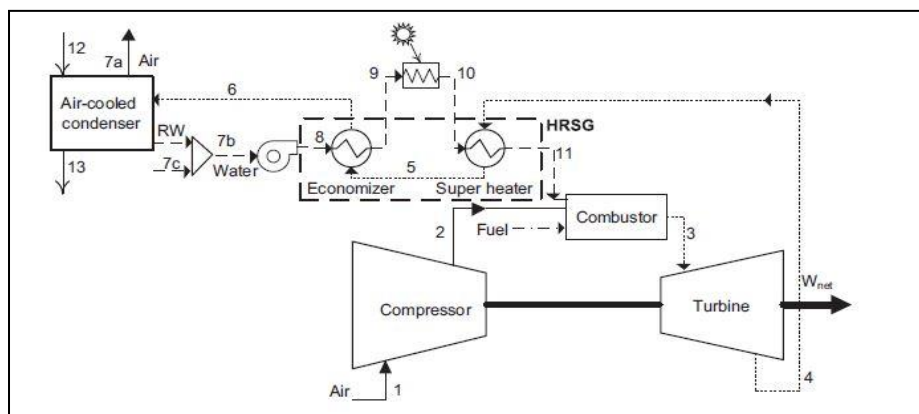 12
7a
Air
Air-cooled
condenser
13
6
RW
7b
7c
Water
8
9
10
HRSG
11
5
Economizer
Super heater
2
Fuel
Combustor
3
Compressor
Turbine
Wnet
Air
1
4